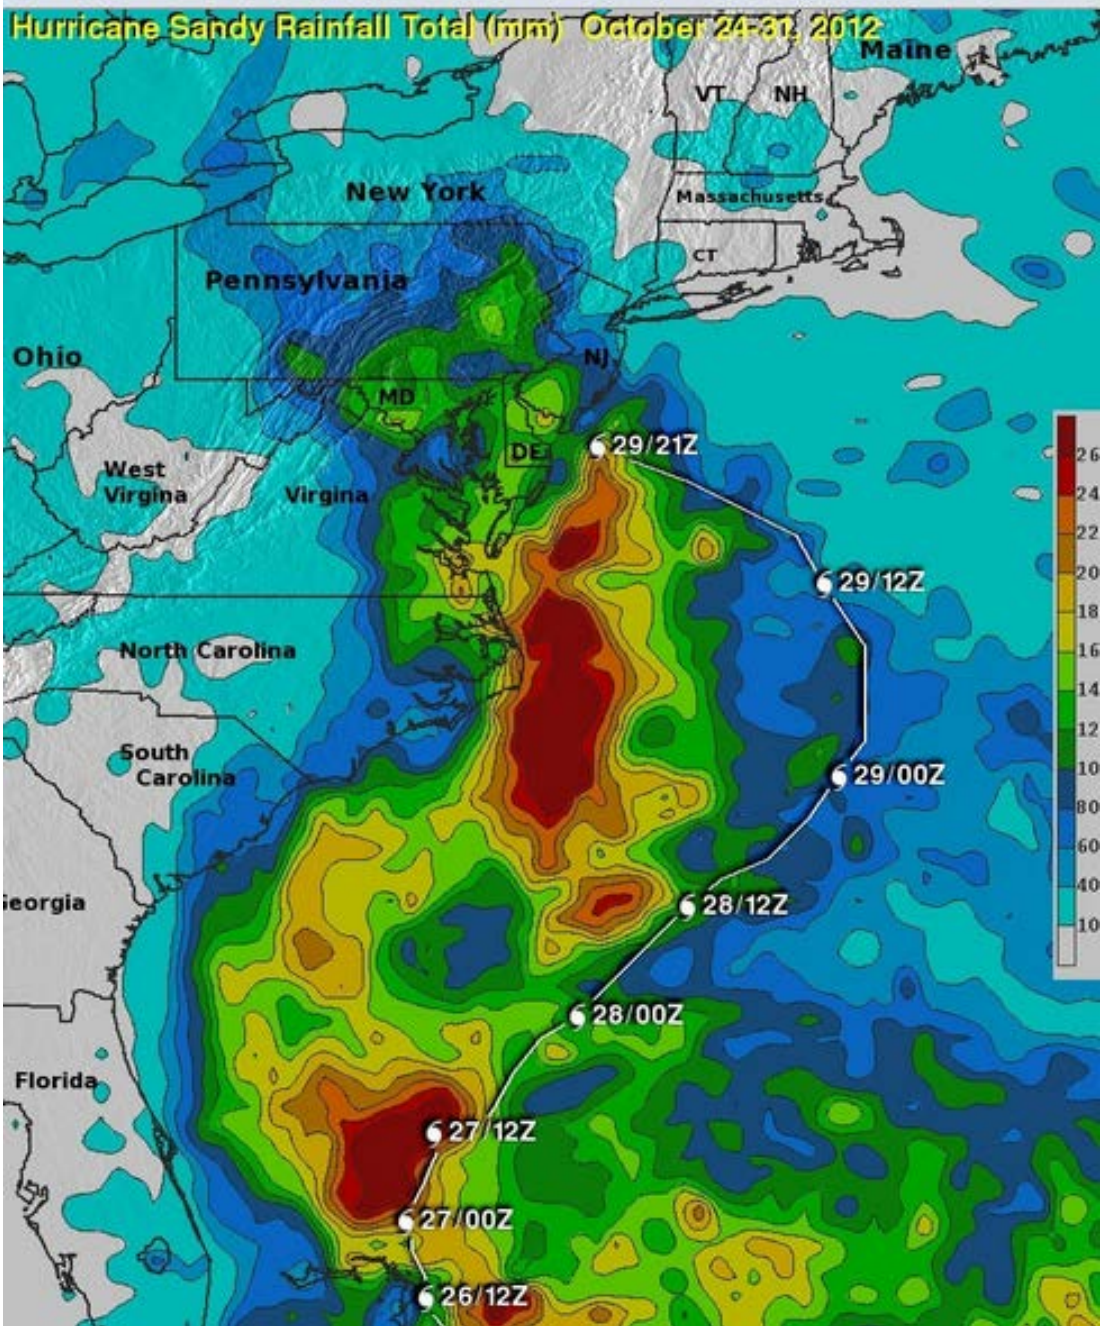 Hurricane Sandy Rainfall Total (mm) October 24-31, 2012
Maine
VT
NH
New York
Massachusetts
CT
Pennsylvania
Ohio
NJ
MD
DE
29/21Z
West
Virgina
Virgina
29/12Z
North Carolina
South
Carolina
29/00Z
28/12Z
eorgia
28/00Z
Florida
27/12Z
27/00Z
26/12Z
26
24
22
20
18
16
14
12
10
80
60
40
10